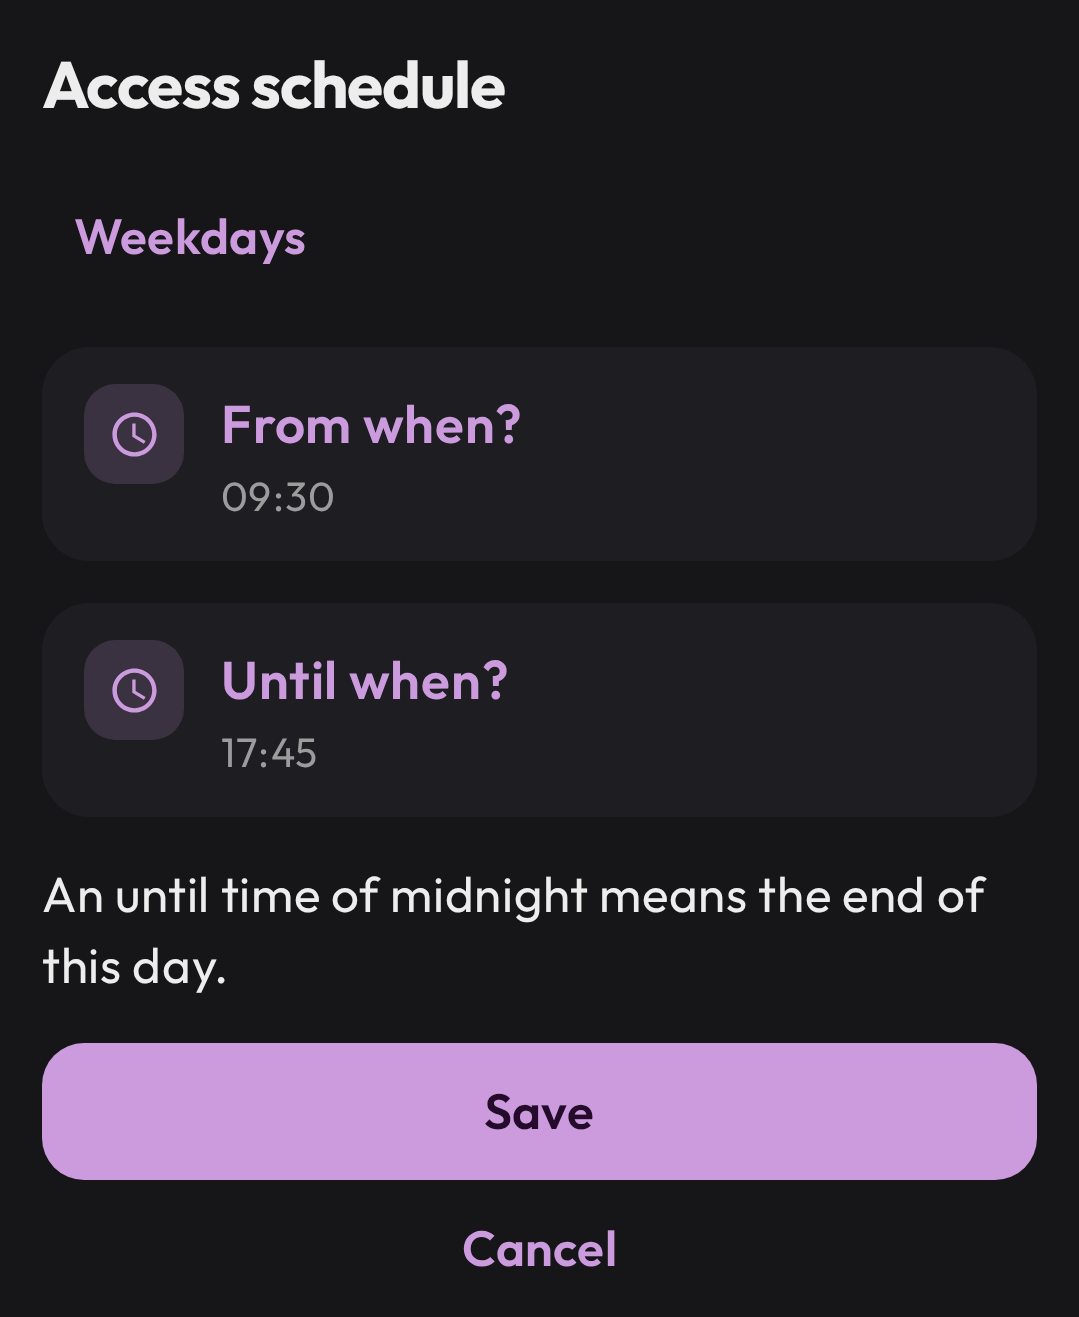 Access schedule
Weekdays
From when?
09:30
Until when?
17:45
An until time of midnight means the end of
this day.
Save
Cancel